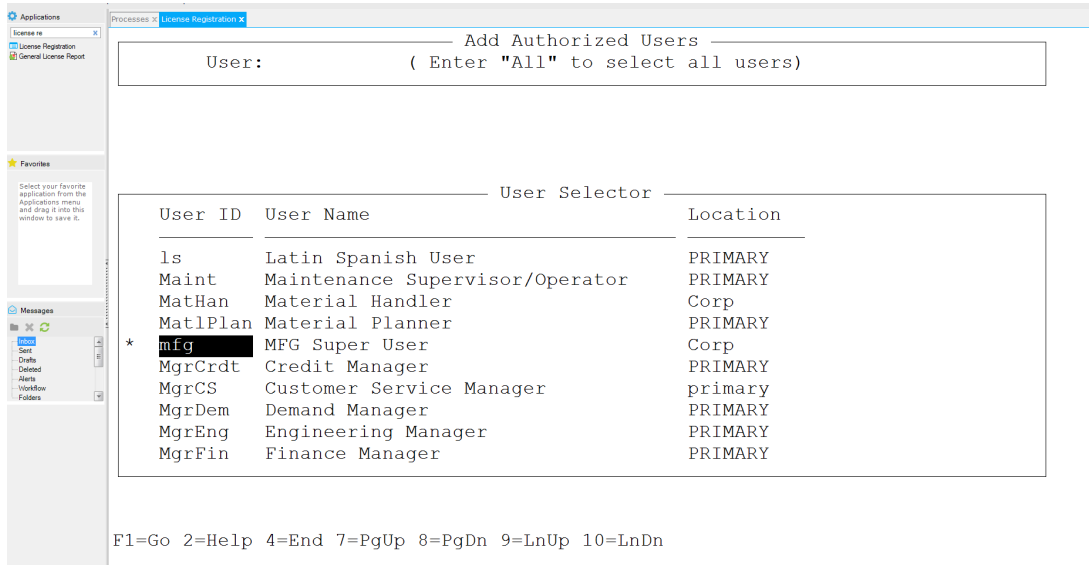 Applications
license re x
License Registration
General License Report
Favorites
Select your favorite
application from the
Applications menu
and drag it into this
window to save it.
Messages
Inbox
Sent
Drafts
Deleted
Alerts
Workflow
Folders
Processes x License Registration x
Add Authorized Users
User: ( Enter "All" to select all users)
User Selector
User ID User Name Location
ls Latin Spanish User PRIMARY
Maint Maintenance Supervisor/Operator PRIMARY
MatHan Material Handler Corp
MatlPlan Material Planner PRIMARY
* mfg MFG Super User Corp
MgrCrdt Credit Manager PRIMARY
MgrCS Customer Service Manager primary
MgrDem Demand Manager PRIMARY
MgrEng Engineering Manager PRIMARY
MgrFin Finance Manager PRIMARY
F1=Go 2=Help 4=End 7=PgUp 8=PgDn 9=LnUp 10=LnDn